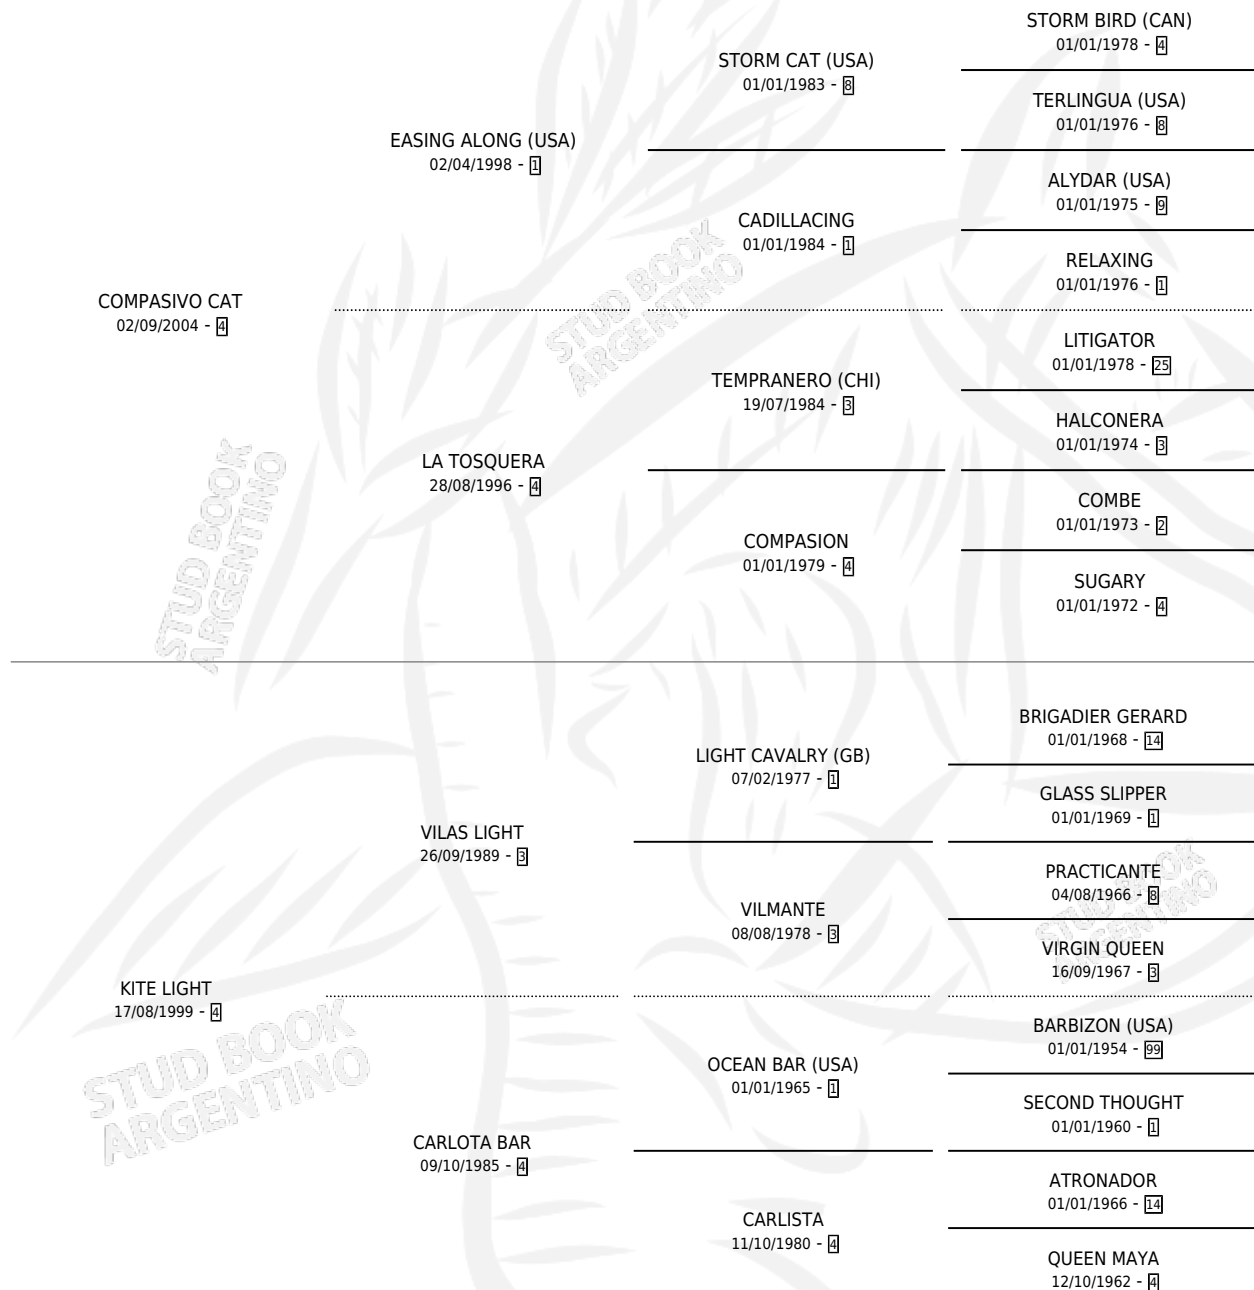 STORM BIRD (CAN)
01/01/1978 - 4
STORM CAT (USA)
01/01/1983 - 8
TERLINGUA (USA)
01/01/1976 - 8
EASING ALONG (USA)
02/04/1998 - 1
ALYDAR (USA)
01/01/1975 - 9
CADILLACING
01/01/1984 - 1
RELAXING
01/01/1976 - 1
COMPASIVO CAT
02/09/2004 - 4
STUD BOOK
ARGENTINO
LITIGATOR
01/01/1978 - 25
TEMPRANERO (CHI)
19/07/1984 - 3
HALCONERA
01/01/1974 - 3
LA TOSQUERA
28/08/1996 - 4
COMBE
01/01/1973 - 2
COMPASION
01/01/1979 - 4
SUGARY
01/01/1972 - 4
STUD BOOK
ARGENTINO
BRIGADIER GERARD
01/01/1968 - 14
LIGHT CAVALRY (GB)
07/02/1977 - 1
GLASS SLIPPER
01/01/1969 - 1
VILAS LIGHT
26/09/1989 - 3
PRACTICANTE
04/08/1966 - 8
VILMANTE
08/08/1978 - 3
VIRGIN QUEEN
16/09/1967 - 3
STUD BOOK
ARGENTINO
KITE LIGHT
17/08/1999 - 4
STUD BOOK
ARGENTINO
BARBIZON (USA)
01/01/1954 - 99
OCEAN BAR (USA)
01/01/1965 - 1
SECOND THOUGHT
01/01/1960 - 1
CARLOTA BAR
09/10/1985 - 4
ATRONADOR
01/01/1966 - 14
CARLISTA
11/10/1980 - 4
QUEEN MAYA
12/10/1962 - 4